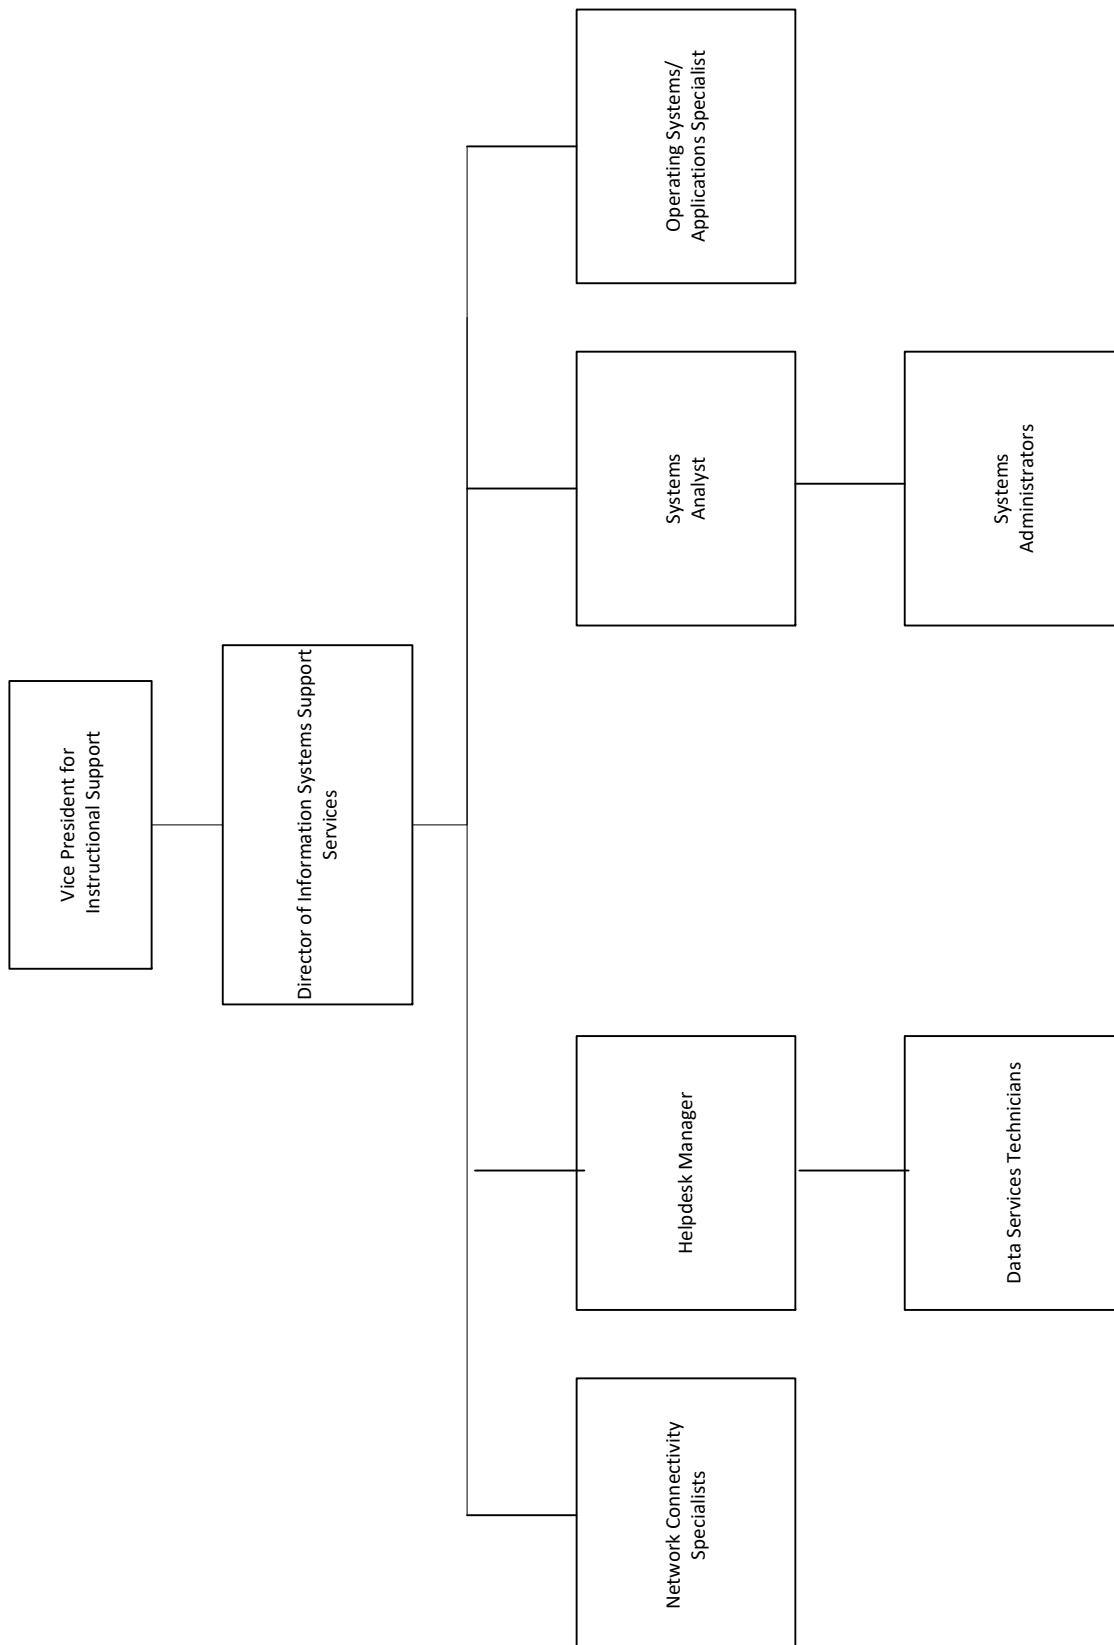 Vice President for
Instructional Support
Director of Information Systems Support
Services
Network Connectivity
Specialists
Helpdesk Manager
Systems
Analyst
Operating Systems/
Applications Specialist
Data Services Technicians
Systems
Administrators